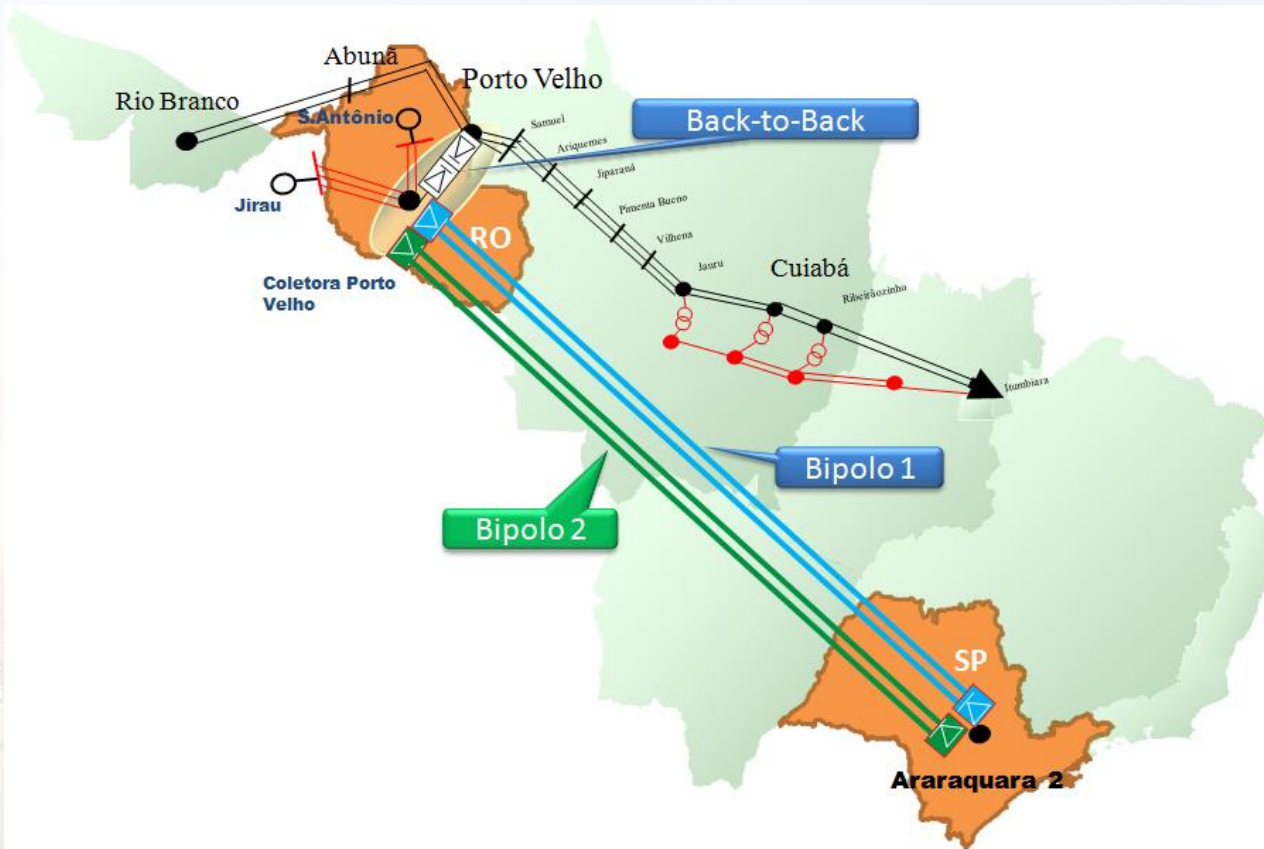 Abunã
Porto Velho
Rio Branco
S.Antônio
Samuel
Back-to-Back
Ariquemes
Jiparaná
Jirau
Pimenta Bueno
RO
Vilhena
Jauru
Cuiabá
Coletora Porto
Velho
Ribeirãozinho
Itumbiara
Bipolo 1
Bipolo 2
SP
Araraquara 2